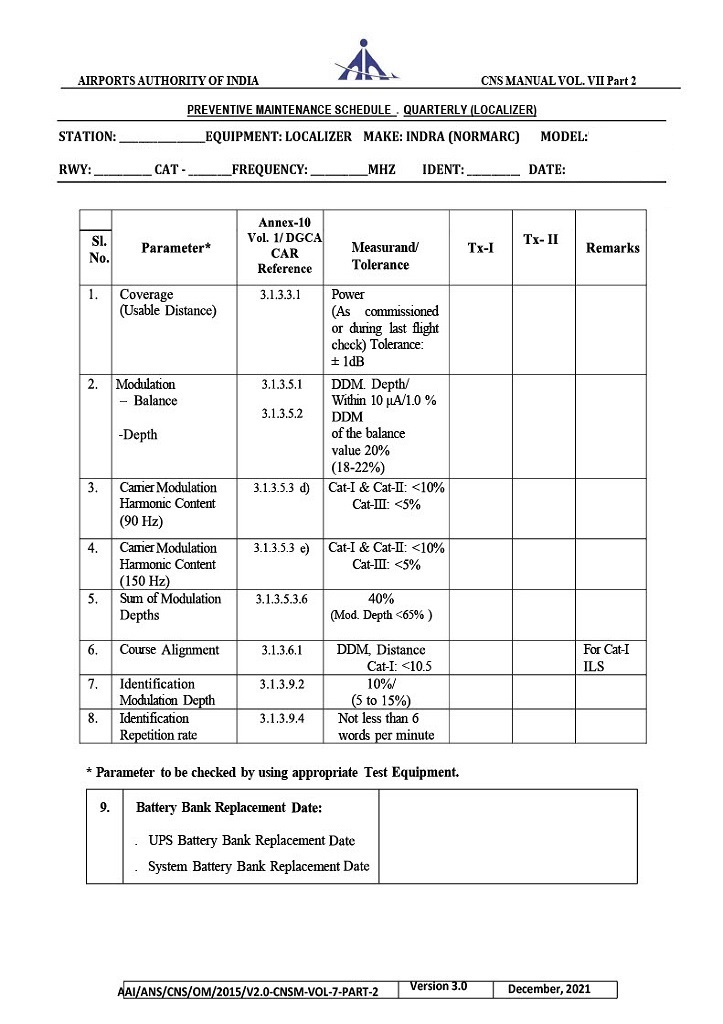 AIRPORTS AUTHORITY OF INDIA CNS MANUAL VOL. VII Part 2
PREVENTIVE MAINTENANCE SCHEDULE . QUARTERLY (LOCALIZER)
STATION: ______________EQUIPMENT: LOCALIZER MAKE: INDRA (NORMARC) MODEL:
RWY: __________ CAT - _______FREQUENCY: __________MHZ IDENT: _________ DATE:
Sl. No.
Parameter*
Annex-10
Vol. 1/ DGCA
CAR
Reference
Measurand/
Tolerance
Tx-I
Tx- II
Remarks
1.
Coverage
(Usable Distance)
3.1.3.3.1
Power
(As commissioned
or during last flight
check) Tolerance:
± 1dB
2.
Modulation
– Balance
-Depth
3.1.3.5.1
3.1.3.5.2
DDM. Depth/
Within 10 µA/1.0 %
DDM
of the balance
value 20%
(18-22%)
3.
Carrier Modulation
Harmonic Content
(90 Hz)
3.1.3.5.3 d)
Cat-I & Cat-II: <10%
Cat-III: <5%
4.
Carrier Modulation
Harmonic Content
(150 Hz)
3.1.3.5.3 e)
Cat-I & Cat-II: <10%
Cat-III: <5%
5.
Sum of Modulation
Depths
3.1.3.5.3.6
40%
(Mod. Depth <65% )
6.
Course Alignment
3.1.3.6.1
DDM, Distance
Cat-I: <10.5
For Cat-I
ILS
7.
Identification
Modulation Depth
3.1.3.9.2
10%/
(5 to 15%)
8.
Identification
Repetition rate
3.1.3.9.4
Not less than 6
words per minute
* Parameter to be checked by using appropriate Test Equipment.
9.
Battery Bank Replacement Date:
. UPS Battery Bank Replacement Date
. System Battery Bank Replacement Date
AAI/ANS/CNS/OM/2015/V2.0-CNSM-VOL-7-PART-2 Version 3.0 December, 2021